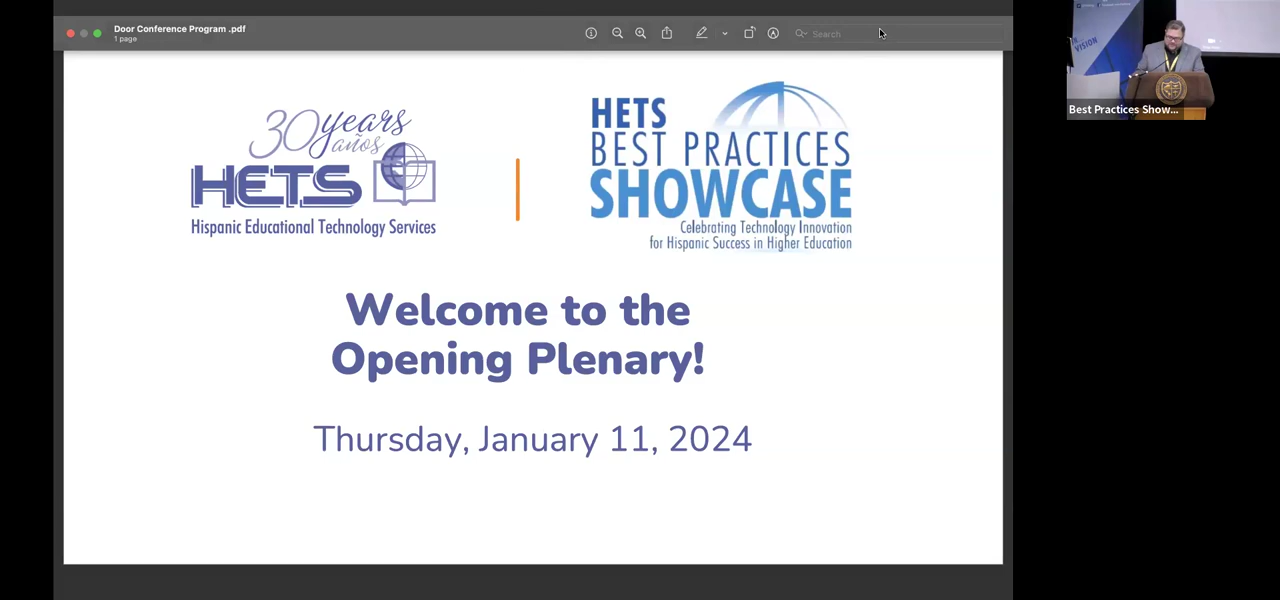 Door Conference Program .pdf
1 page
Search
30 years
años
HETS
Hispanic Educational Technology Services
HETS
BEST PRACTICES
SHOWCASE
Celebrating Technology Innovation
for Hispanic Success in Higher Education
Welcome to the
Opening Plenary!
Thursday, January 11, 2024
VISION
Best Practices Show...